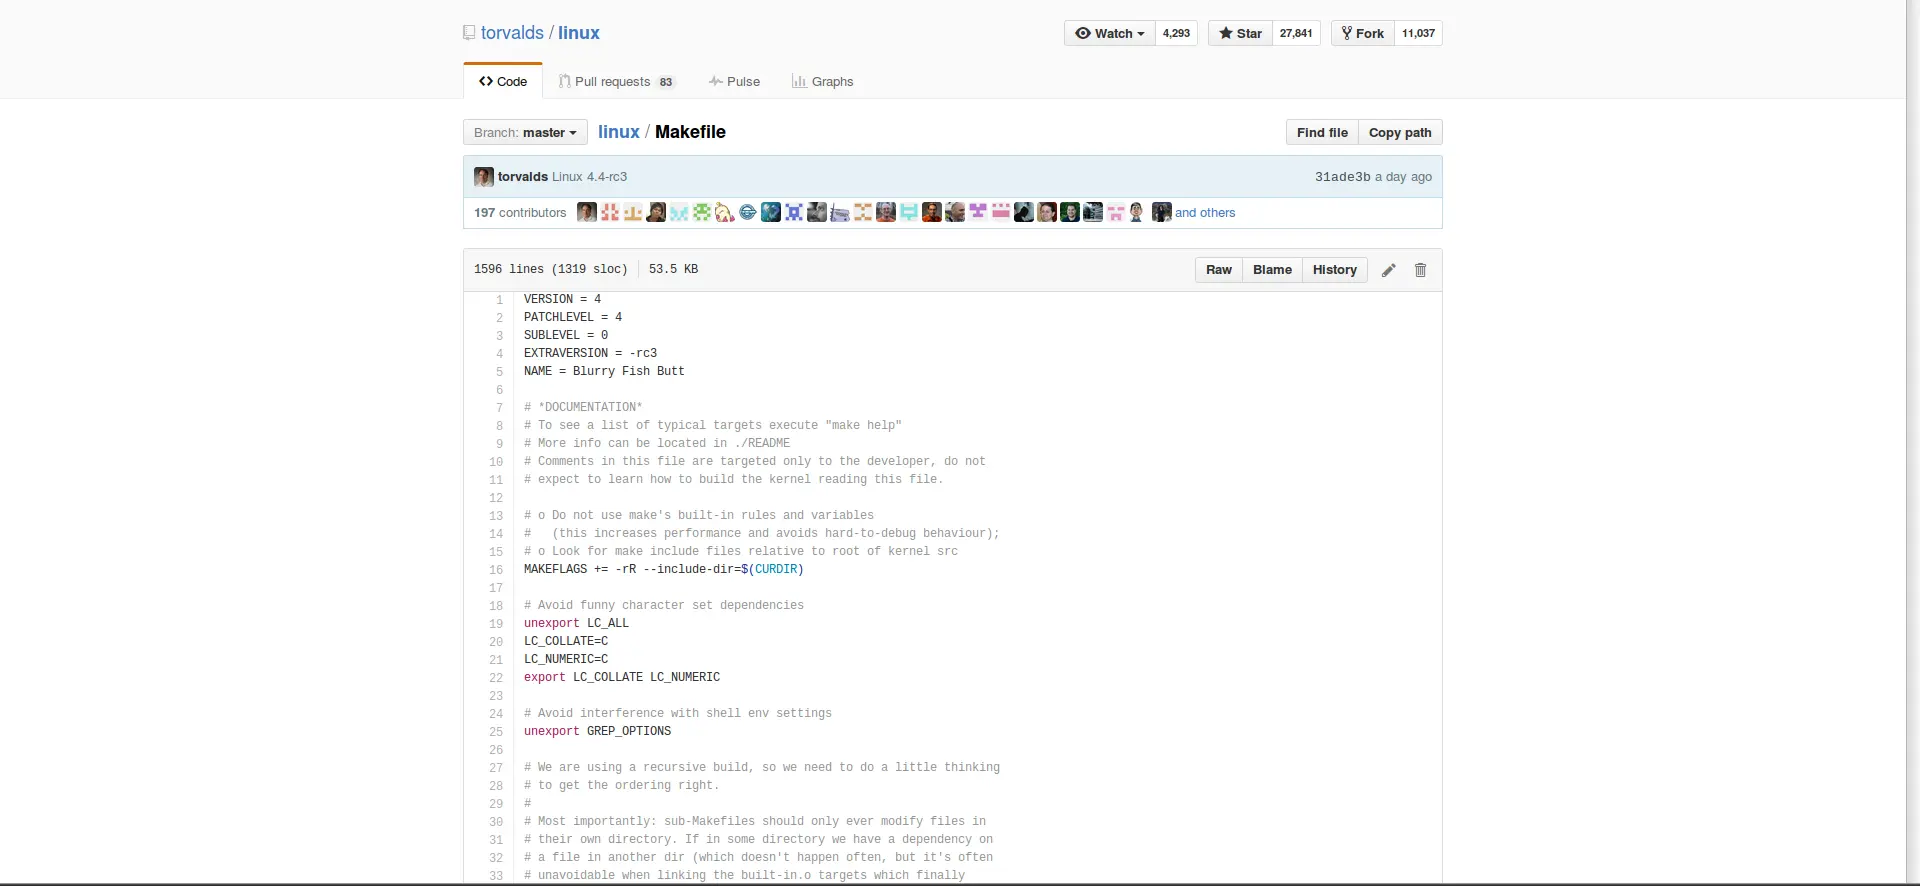 torvalds / linux
Watch 4,293 Star 27,841 Fork 11,037
Code Pull requests 83 Pulse Graphs
Branch: master linux / Makefile Find file Copy path
torvalds Linux 4.4-rc3 31ade3b a day ago
197 contributors and others
1596 lines (1319 sloc) 53.5 KB Raw Blame History
1 VERSION = 4
2 PATCHLEVEL = 4
3 SUBLEVEL = 0
4 EXTRAVERSION = -rc3
5 NAME = Blurry Fish Butt
6
7 # *DOCUMENTATION*
8 # To see a list of typical targets execute "make help"
9 # More info can be located in ./README
10 # Comments in this file are targeted only to the developer, do not
11 # expect to learn how to build the kernel reading this file.
12
13 # o Do not use make's built-in rules and variables
14 #   (this increases performance and avoids hard-to-debug behaviour);
15 # o Look for make include files relative to root of kernel src
16 MAKEFLAGS += -rR --include-dir=$(CURDIR)
17
18 # Avoid funny character set dependencies
19 unexport LC_ALL
20 LC_COLLATE=C
21 LC_NUMERIC=C
22 export LC_COLLATE LC_NUMERIC
23
24 # Avoid interference with shell env settings
25 unexport GREP_OPTIONS
26
27 # We are using a recursive build, so we need to do a little thinking
28 # to get the ordering right.
29 #
30 # Most importantly: sub-Makefiles should only ever modify files in
31 # their own directory. If in some directory we have a dependency on
32 # a file in another dir (which doesn't happen often, but it's often
33 # unavoidable when linking the built-in.o targets which finally